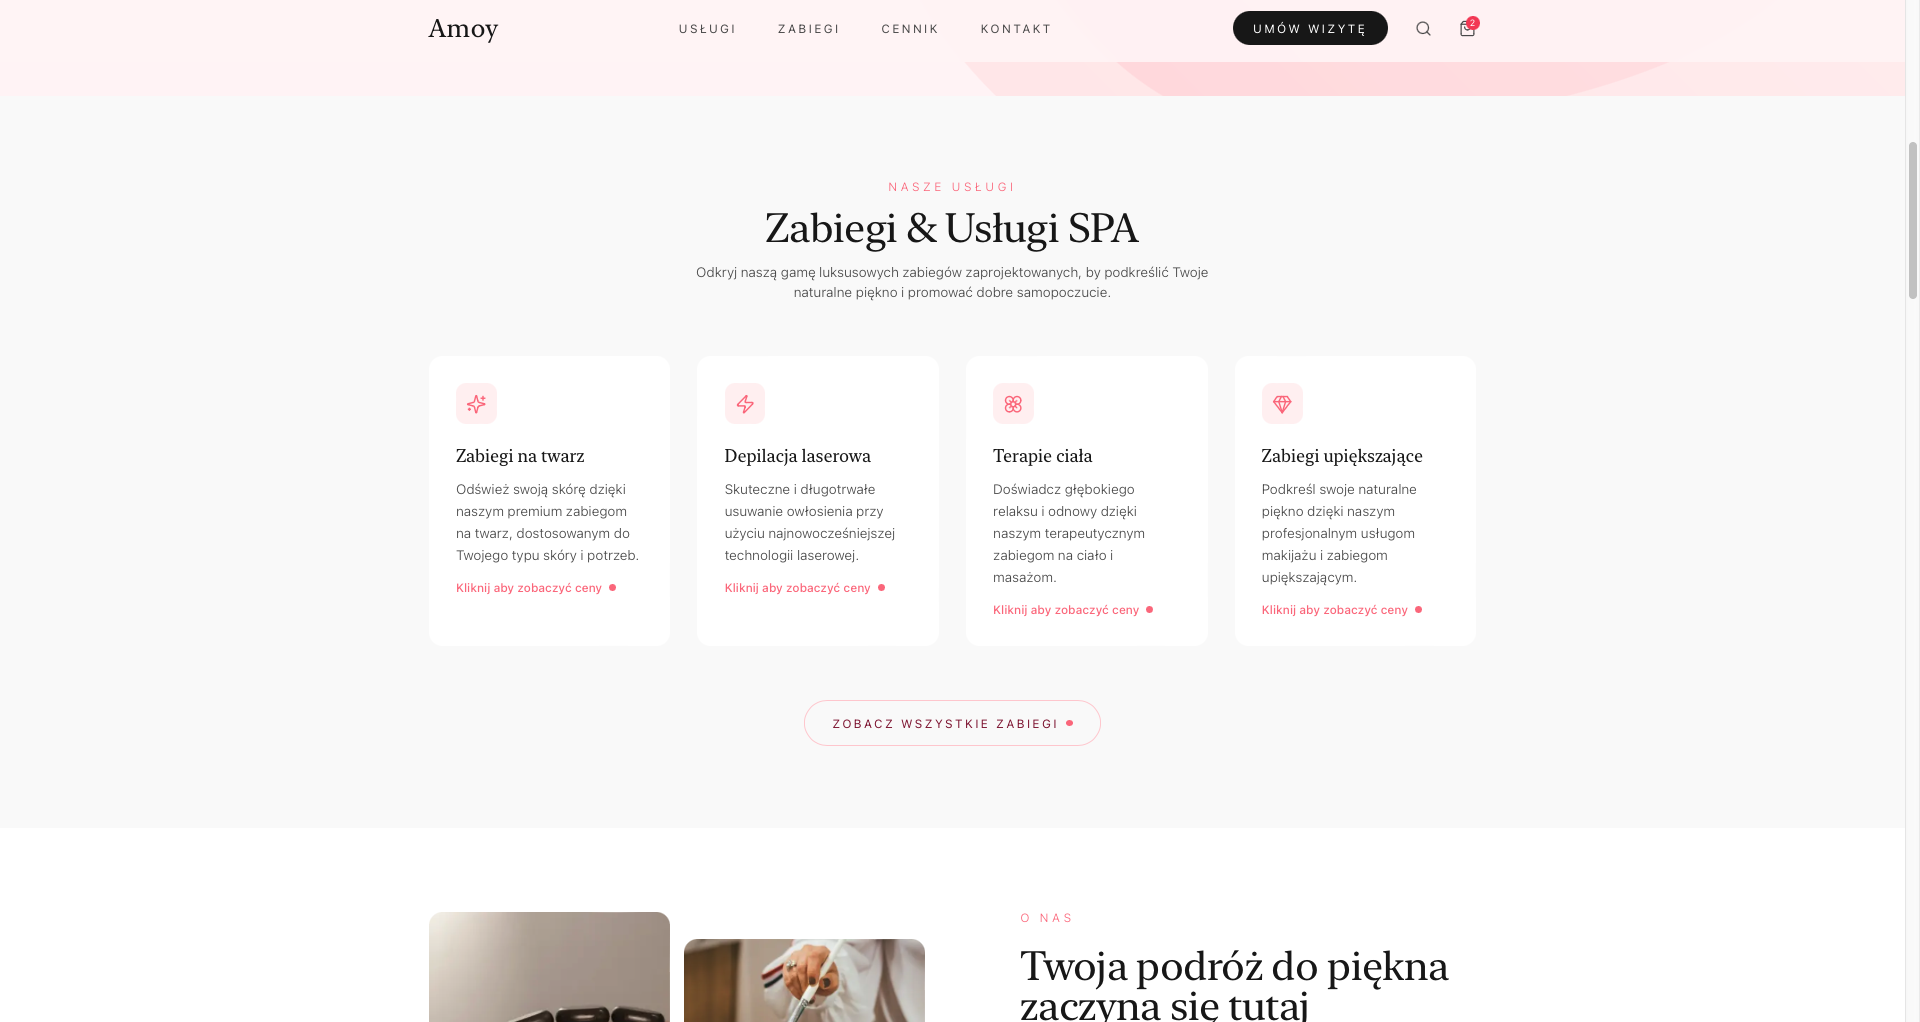 Amoy
USŁUGI
ZABIEGI
CENNIK
KONTAKT
UMÓW WIZYTĘ
2
NASZE USŁUGI
Zabiegi & Usługi SPA
Odkryj naszą gamę luksusowych zabiegów zaprojektowanych, by podkreślić Twoje
naturalne piękno i promować dobre samopoczucie.
Zabiegi na twarz
Odśwież swoją skórę dzięki
naszym premium zabiegom
na twarz, dostosowanym do
Twojego typu skóry i potrzeb.
Kliknij aby zobaczyć ceny
Depilacja laserowa
Skuteczne i długotrwałe
usuwanie owłosienia przy
użyciu najnowocześniejszej
technologii laserowej.
Kliknij aby zobaczyć ceny
Terapie ciała
Doświadcz głębokiego
relaksu i odnowy dzięki
naszym terapeutycznym
zabiegom na ciało i
masażom.
Kliknij aby zobaczyć ceny
Zabiegi upiększające
Podkreśl swoje naturalne
piękno dzięki naszym
profesjonalnym usługom
makijażu i zabiegom
upiększającym.
Kliknij aby zobaczyć ceny
ZOBACZ WSZYSTKIE ZABIEGI
O NAS
Twoja podróż do piękna
zaczyna się tutaj